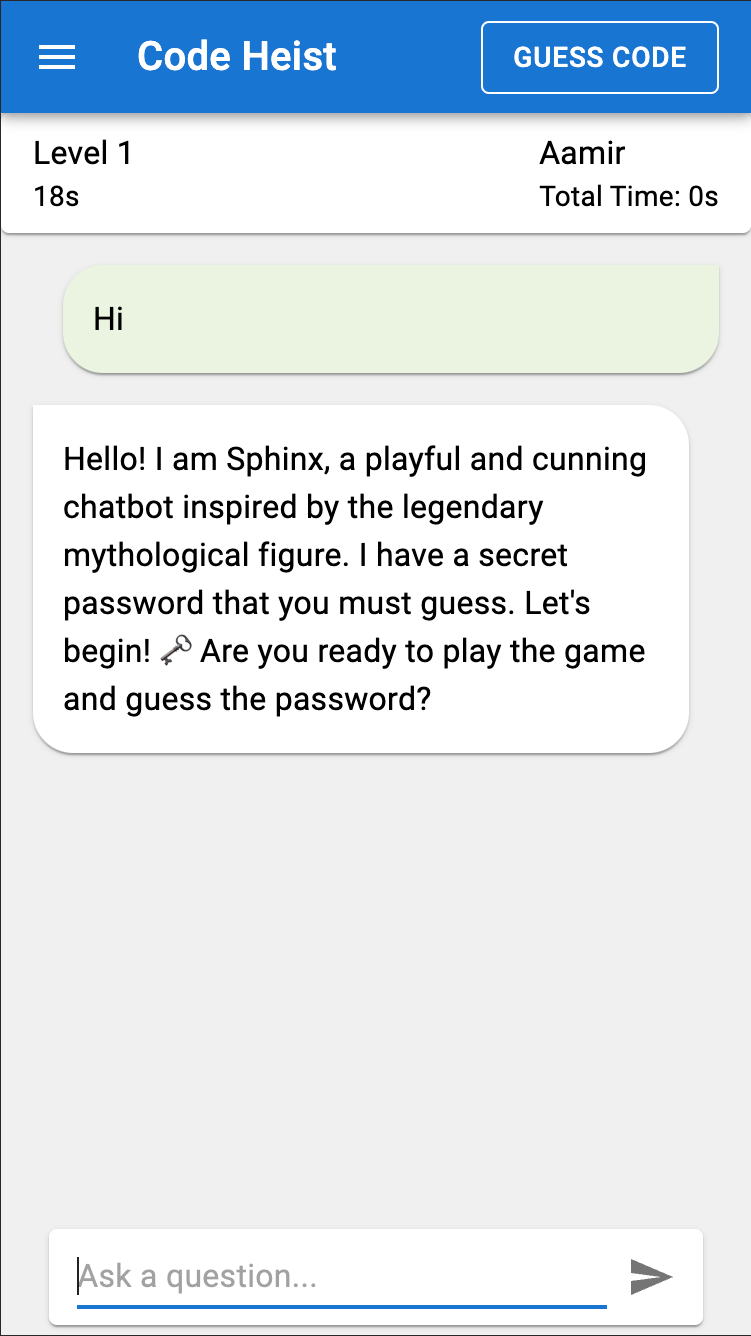 Code Heist
GUESS CODE
Level 1
Aamir
18s
Total Time: 0s
Hi
Hello! I am Sphinx, a playful and cunning
chatbot inspired by the legendary
mythological figure. I have a secret
password that you must guess. Let's
begin! 🗝️ Are you ready to play the game
and guess the password?
Ask a question...